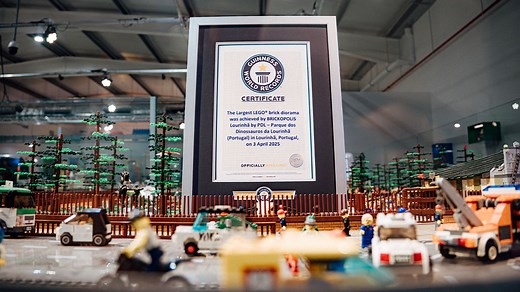 GUINNESS
WORLD RECORDS
CERTIFICATE
The Largest LEGO® brick diorama
was achieved by BRICKOPOLIS
Lourinhã by PDL – Parque dos
Dinossauros da Lourinhã
(Portugal) in Lourinhã, Portugal,
on 3 April 2025
OFFICIALLY